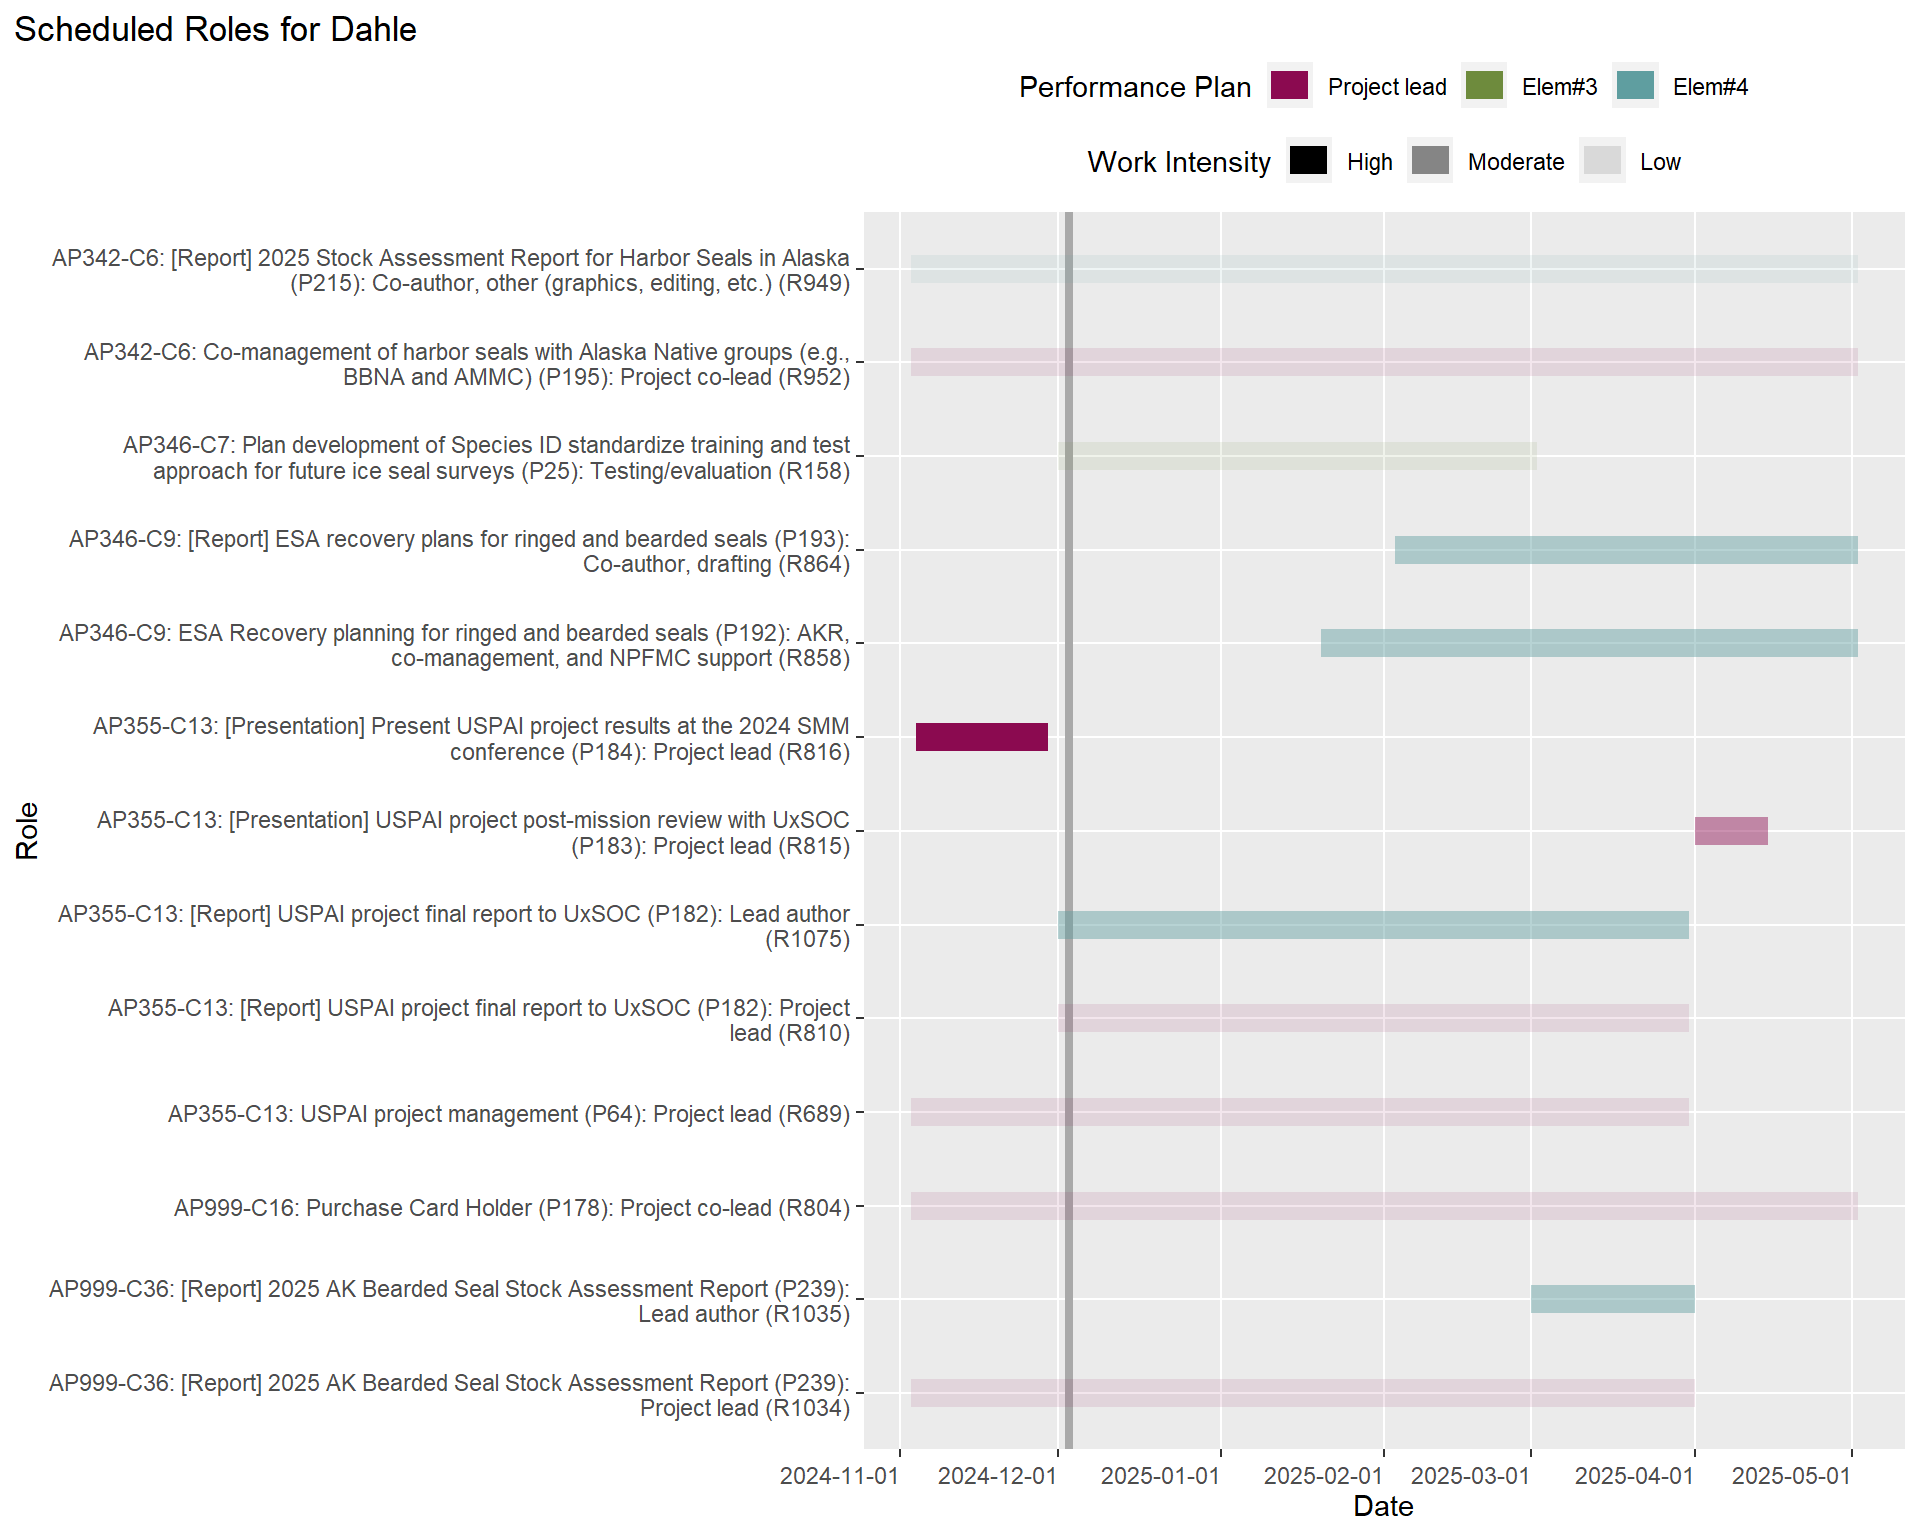 Scheduled Roles for Dahle
Performance Plan Project lead Elem#3 Elem#4
Work Intensity High Moderate Low
AP342-C6: [Report] 2025 Stock Assessment Report for Harbor Seals in Alaska
(P215): Co-author, other (graphics, editing, etc.) (R949)
AP342-C6: Co-management of harbor seals with Alaska Native groups (e.g.,
BBNA and AMMC) (P195): Project co-lead (R952)
AP346-C7: Plan development of Species ID standardize training and test
approach for future ice seal surveys (P25): Testing/evaluation (R158)
AP346-C9: [Report] ESA recovery plans for ringed and bearded seals (P193):
Co-author, drafting (R864)
AP346-C9: ESA Recovery planning for ringed and bearded seals (P192): AKR,
co-management, and NPFMC support (R858)
AP355-C13: [Presentation] Present USPAI project results at the 2024 SMM
conference (P184): Project lead (R816)
AP355-C13: [Presentation] USPAI project post-mission review with UxSOC
(P183): Project lead (R815)
AP355-C13: [Report] USPAI project final report to UxSOC (P182): Lead author
(R1075)
AP355-C13: [Report] USPAI project final report to UxSOC (P182): Project
lead (R810)
AP355-C13: USPAI project management (P64): Project lead (R689)
AP999-C16: Purchase Card Holder (P178): Project co-lead (R804)
AP999-C36: [Report] 2025 AK Bearded Seal Stock Assessment Report (P239):
Lead author (R1035)
AP999-C36: [Report] 2025 AK Bearded Seal Stock Assessment Report (P239):
Project lead (R1034)
Role
2024-11-01 2024-12-01 2025-01-01 2025-02-01 2025-03-01 2025-04-01 2025-05-01
Date